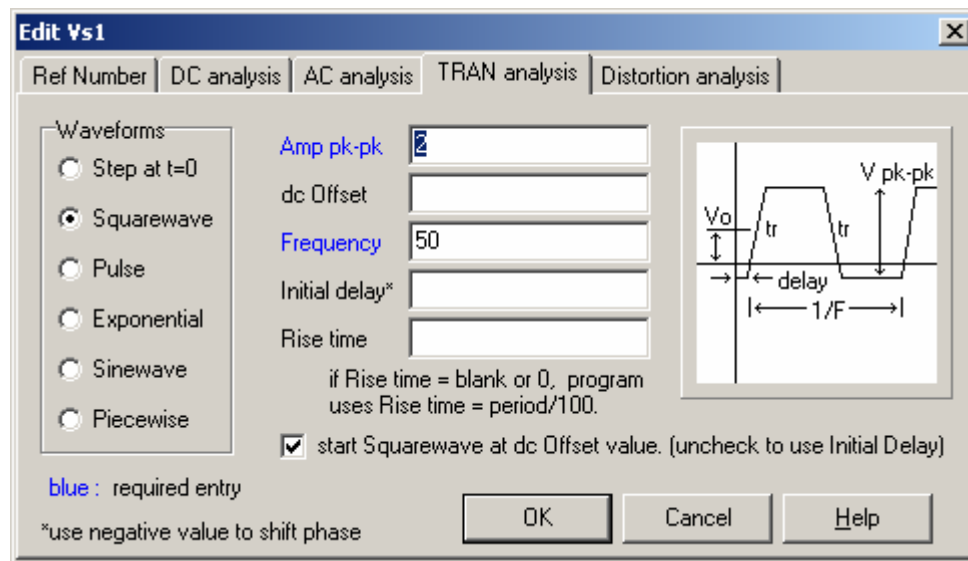 Edit Vs1
Ref Number
DC analysis
AC analysis
TRAN analysis
Distortion analysis
Waveforms
Step at t=0
Squarewave
Pulse
Exponential
Sinewave
Piecewise
Amp pk-pk
2
dc Offset
Frequency
50
Initial delay*
Rise time
if Rise time = blank or 0, program
uses Rise time = period/100.
V pk-pk
Vo
tr
tr
delay
1/F
start Squarewave at dc Offset value. (uncheck to use Initial Delay)
blue : required entry
*use negative value to shift phase
OK
Cancel
Help